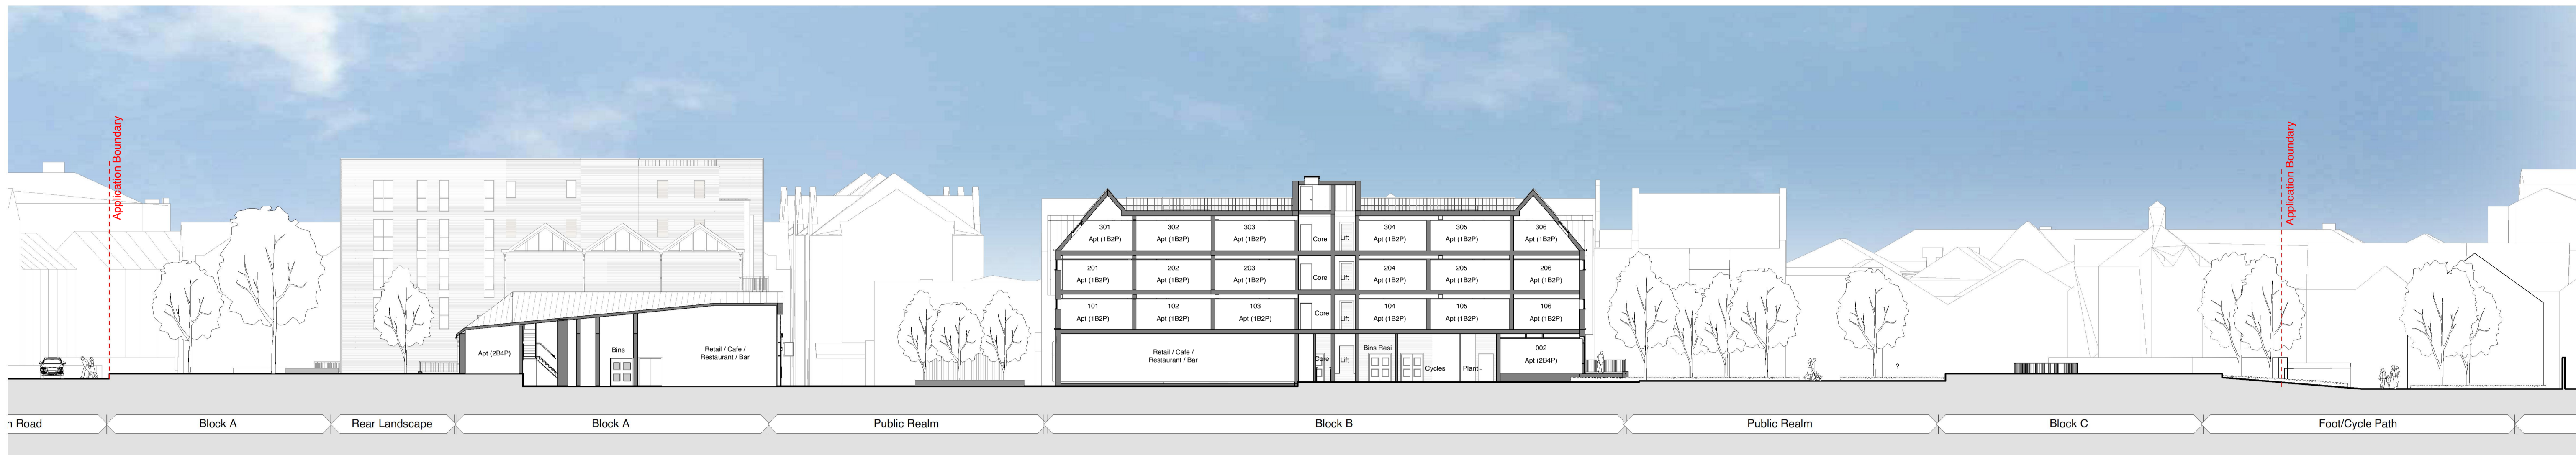 Application Boundary
Application Boundary
301
302
303
304
305
306
Apt (1B2P)
Apt (1B2P)
Apt (1B2P)
Core
Lift
Apt (1B2P)
Apt (1B2P)
Apt (1B2P)
201
202
203
204
205
206
Apt (1B2P)
Apt (1B2P)
Apt (1B2P)
Core
Lift
Apt (1B2P)
Apt (1B2P)
Apt (1B2P)
101
102
103
104
105
106
Apt (1B2P)
Apt (1B2P)
Apt (1B2P)
Core
Lift
Apt (1B2P)
Apt (1B2P)
Apt (1B2P)
Apt (2B4P)
Bins
Retail / Cafe /
Restaurant / Bar
Retail / Cafe /
Restaurant / Bar
Core
Lift
Bins Resi
Cycles
Plant
002
Apt (2B4P)
?
n Road
Block A
Rear Landscape
Block A
Public Realm
Block B
Public Realm
Block C
Foot/Cycle Path